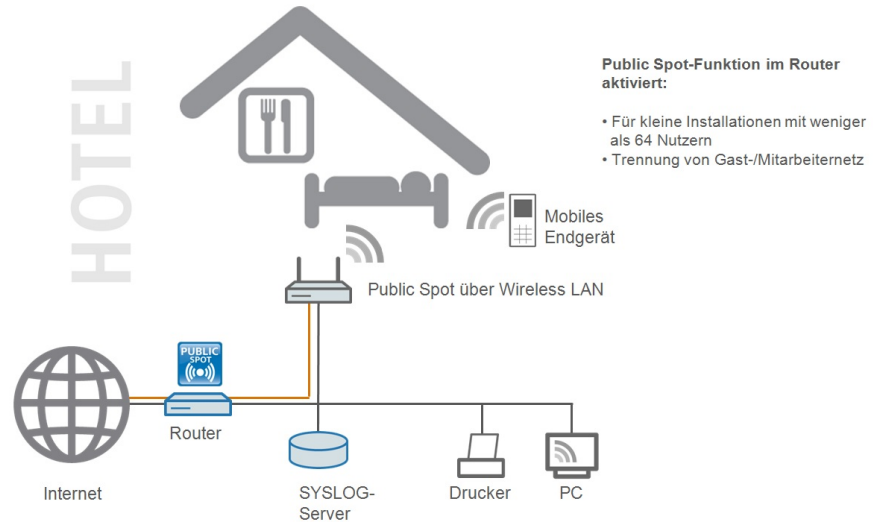 HOTEL
Public Spot-Funktion im Router
aktiviert:
• Für kleine Installationen mit weniger
als 64 Nutzern
• Trennung von Gast-/Mitarbeiternetz
Mobiles
Endgerät
Public Spot über Wireless LAN
PUBLIC
SPOT
Router
Internet
SYSLOG-
Server
Drucker
PC